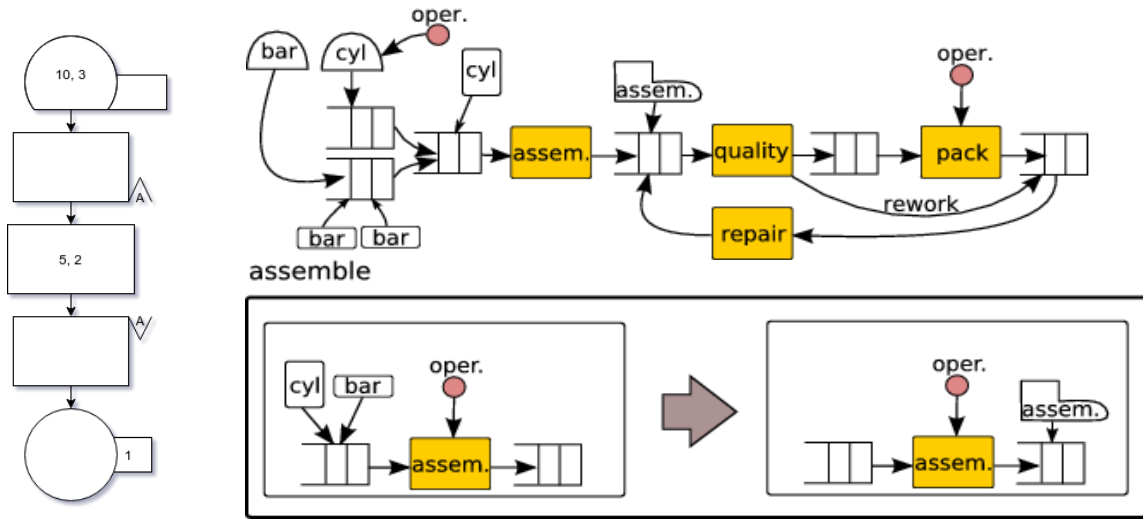 10, 3
A
5, 2
A
1
oper.
bar
cyl
cyl
assem.
oper.
assem.
quality
pack
rework
repair
bar
bar
assemble
cyl
bar
oper.
assem.
oper.
assem.
assem.